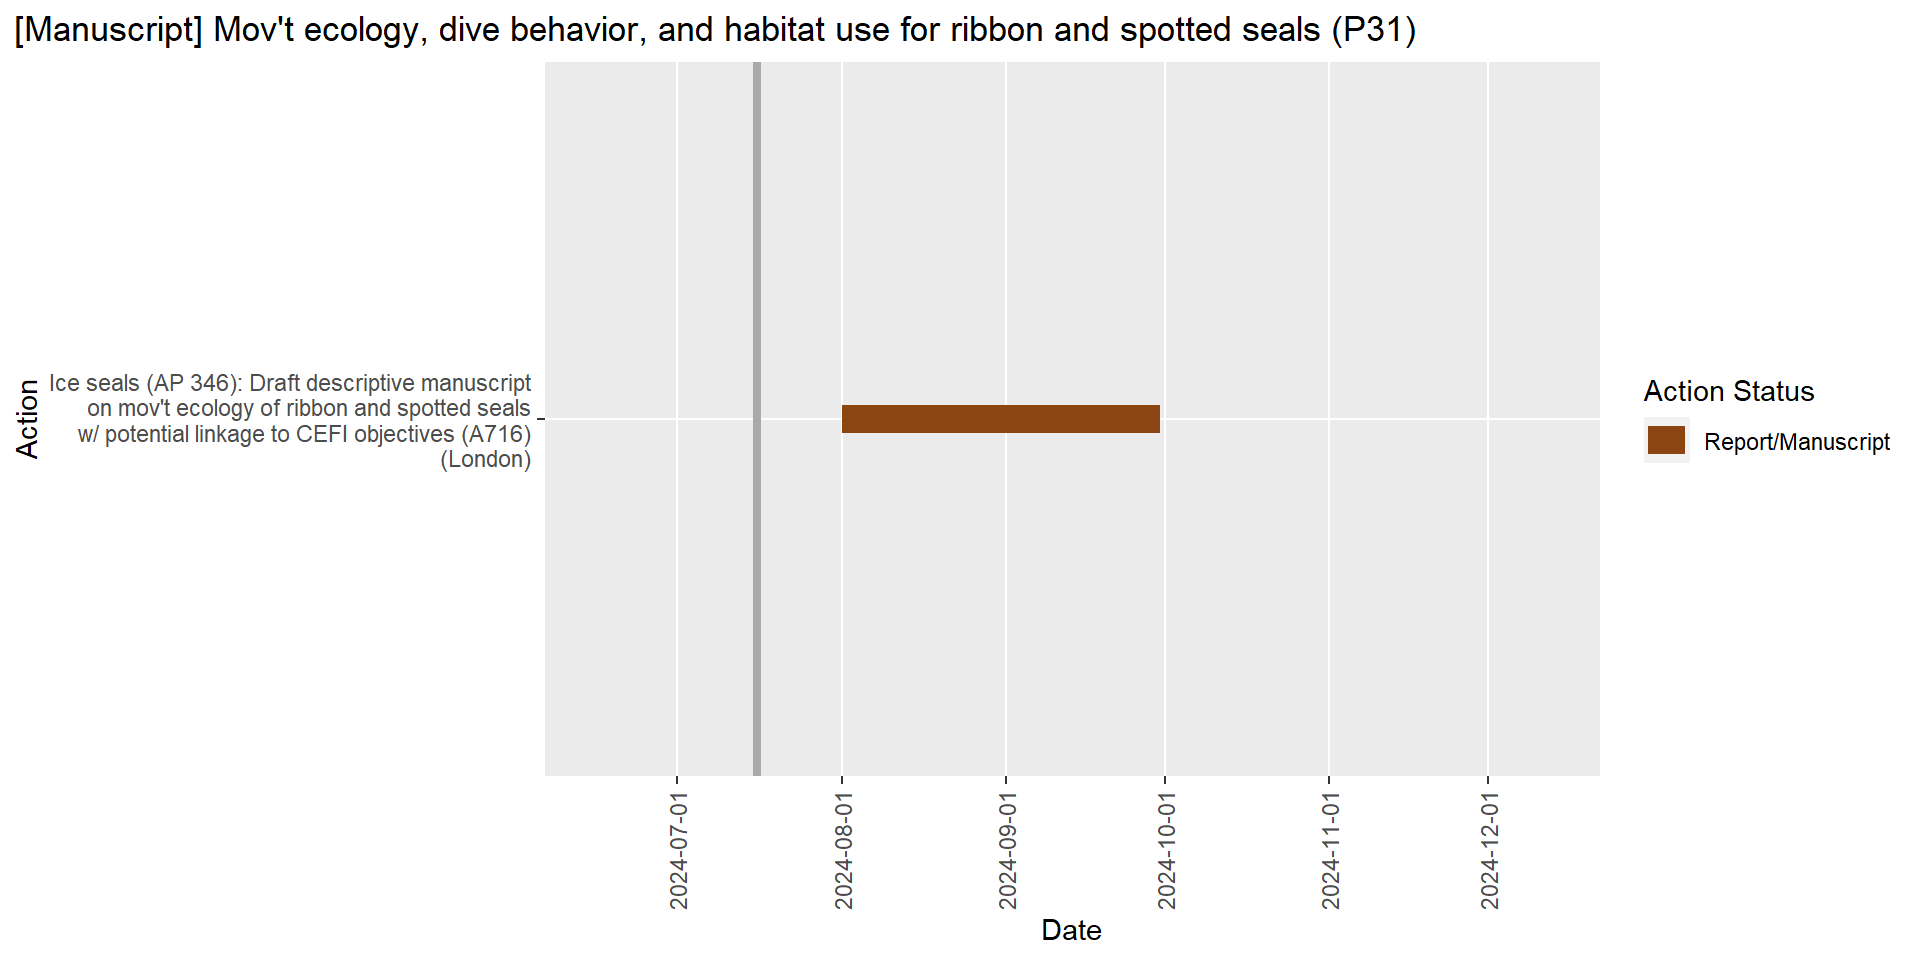 [Manuscript] Mov't ecology, dive behavior, and habitat use for ribbon and spotted seals (P31)
Action
Ice seals (AP 346): Draft descriptive manuscript
on mov't ecology of ribbon and spotted seals
w/ potential linkage to CEFI objectives (A716)
(London)
Action Status
Report/Manuscript
2024-07-01
2024-08-01
2024-09-01
2024-10-01
2024-11-01
2024-12-01
Date